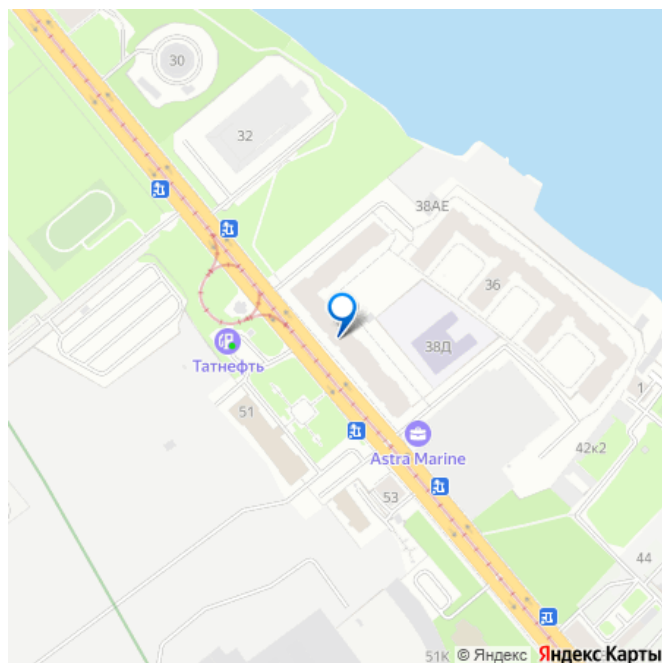 30
32
38АЕ
36
38Д
Татнефть
51
1
Astra Marine
42к2
53
44
51К
© Яндекс
Яндекс Карты